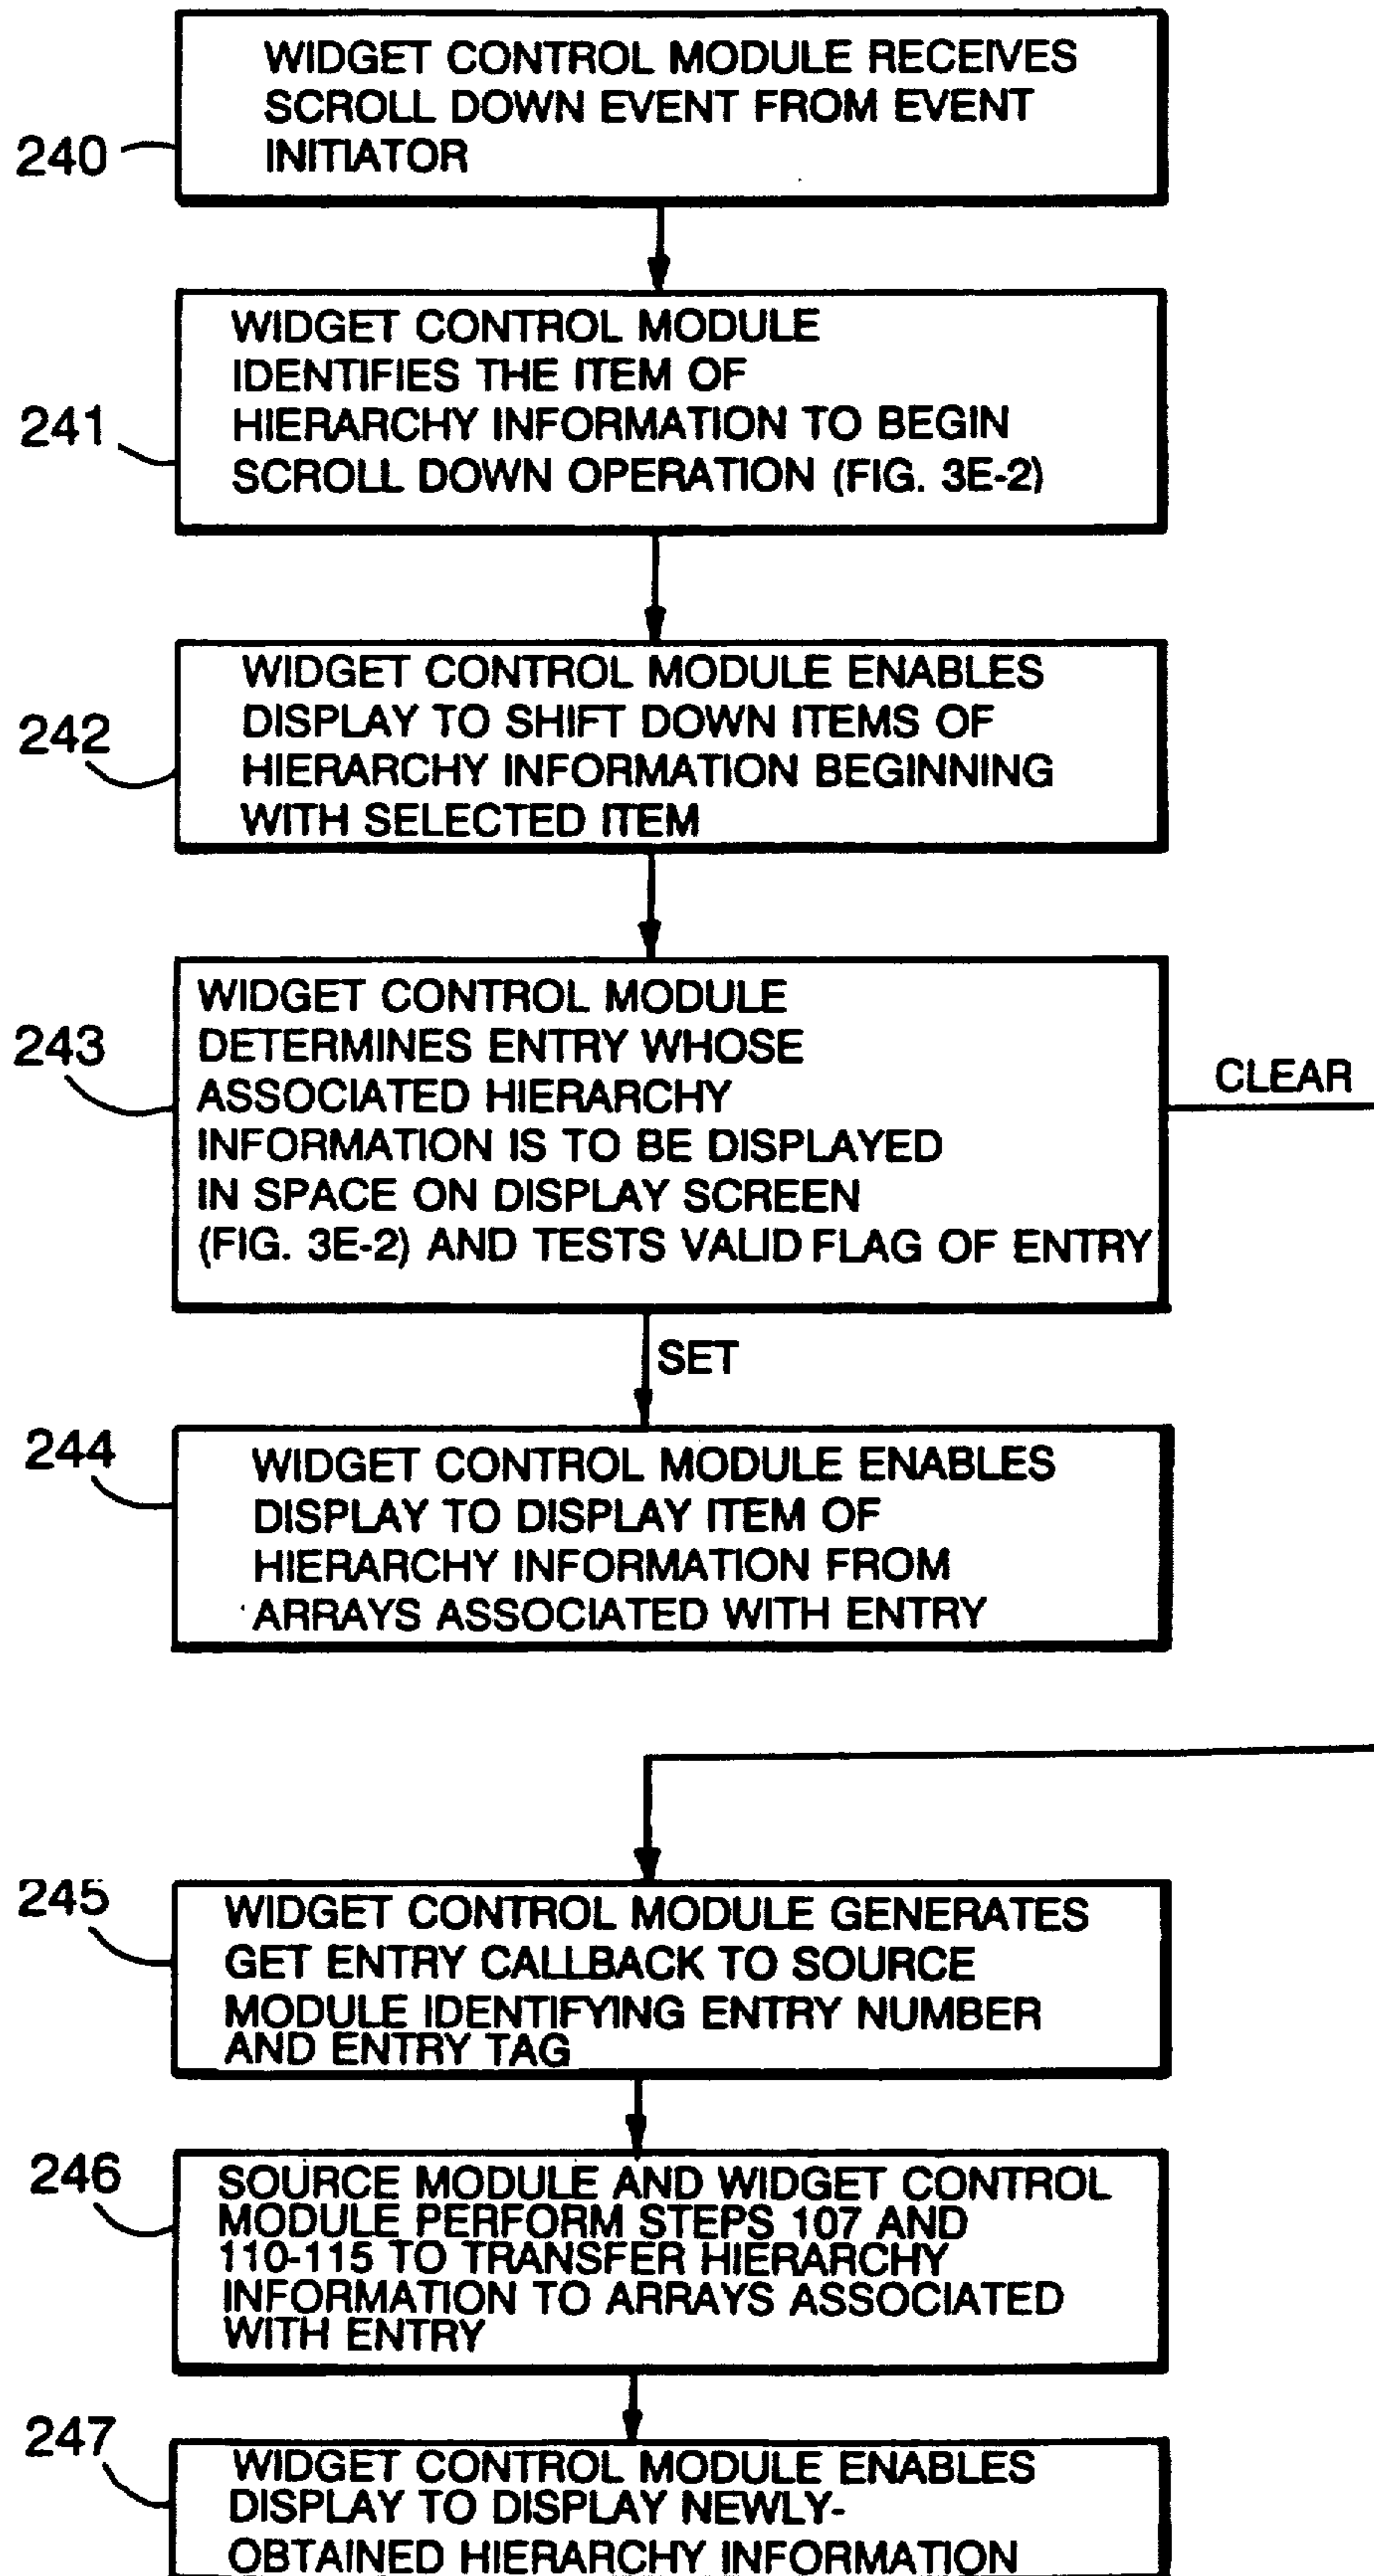 WIDGET CONTROL MODULE RECEIVES
SCROLL DOWN EVENT FROM EVENT
INITIATOR
240
WIDGET CONTROL MODULE
IDENTIFIES THE ITEM OF
HIERARCHY INFORMATION TO BEGIN
SCROLL DOWN OPERATION (FIG. 3E-2)
241
WIDGET CONTROL MODULE ENABLES
DISPLAY TO SHIFT DOWN ITEMS OF
HIERARCHY INFORMATION BEGINNING
WITH SELECTED ITEM
242
WIDGET CONTROL MODULE
DETERMINES ENTRY WHOSE
ASSOCIATED HIERARCHY
INFORMATION IS TO BE DISPLAYED
IN SPACE ON DISPLAY SCREEN
(FIG. 3E-2) AND TESTS VALID FLAG OF ENTRY
243
CLEAR
SET
WIDGET CONTROL MODULE ENABLES
DISPLAY TO DISPLAY ITEM OF
HIERARCHY INFORMATION FROM
ARRAYS ASSOCIATED WITH ENTRY
244
WIDGET CONTROL MODULE GENERATES
GET ENTRY CALLBACK TO SOURCE
MODULE IDENTIFYING ENTRY NUMBER
AND ENTRY TAG
245
SOURCE MODULE AND WIDGET CONTROL
MODULE PERFORM STEPS 107 AND
110-115 TO TRANSFER HIERARCHY
INFORMATION TO ARRAYS ASSOCIATED
WITH ENTRY
246
WIDGET CONTROL MODULE ENABLES
DISPLAY TO DISPLAY NEWLY-
OBTAINED HIERARCHY INFORMATION
247